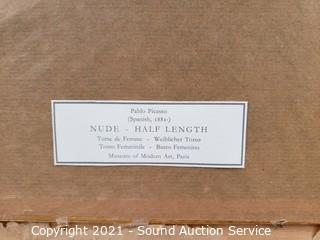 Pablo Picasso
(Spanish, 1881-)
NUDE - HALF LENGTH
Torse de Femme - Weiblicher Torso
Torso Femminile - Busto Femenino
Museum of Modern Art, Paris
Copyright 2021 - Sound Auction Service